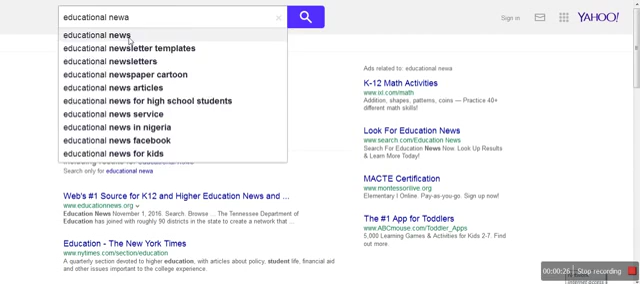 educational newa
Sign in
YAHOO!
educational news
educational newsletter templates
educational newsletters
educational newspaper cartoon
educational news articles
educational news for high school students
educational news service
educational news in nigeria
educational news facebook
educational news for kids
Search only for educational newa
Web's #1 Source for K12 and Higher Education News and ...
www.educationnews.org
Education News November 1, 2016. Search. Browse ... The Tennessee Department of
Education has joined with roughly 90 districts in the state to create a network that ...
Education - The New York Times
www.nytimes.com/section/education
A quarterly section devoted to higher education, with articles about policy, student life, financial aid
and other issues important to the college experience.
Ads related to: educational newa
K-12 Math Activities
www.ixl.com/math
Addition, shapes, patterns, coins — Practice 40+
different math skills!
Look For Education News
www.search.com/Education News
Search For Education News Now. Look Up Results
& Learn More Today!
MACTE Certification
www.montessorilive.org
Elementary I Online. Pay-as-you-go. Sign up now!
The #1 App for Toddlers
www.ABCmouse.com/Toddler_Apps
5,000 Learning Games & Activities for Kids 2-7. Find
out more.
00:00:26
Stop recording
Internet access